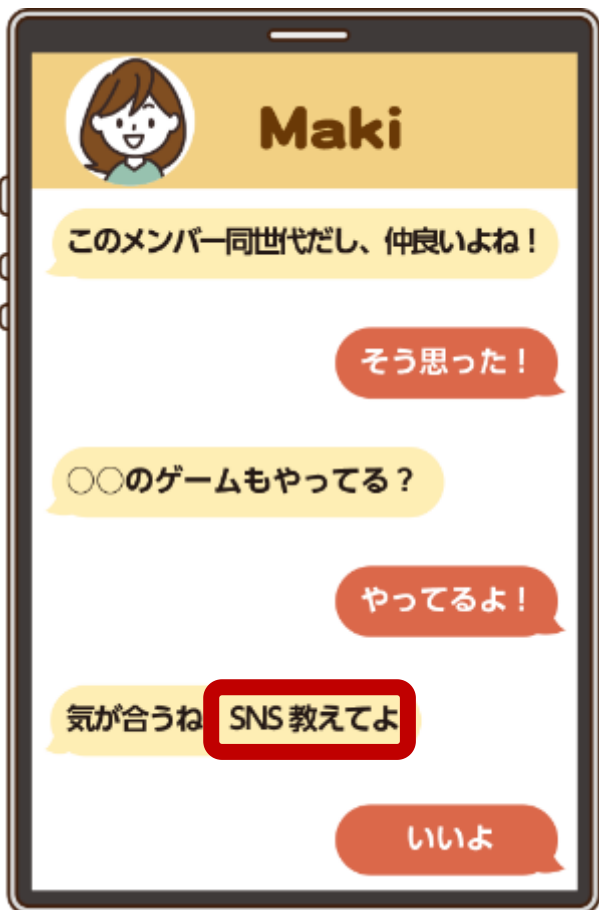 Maki
このメンバー同世代だし、仲良いよね！
そう思った！
○○のゲームもやってる？
やってるよ！
気が合うね SNS 教えてよ
いいよ